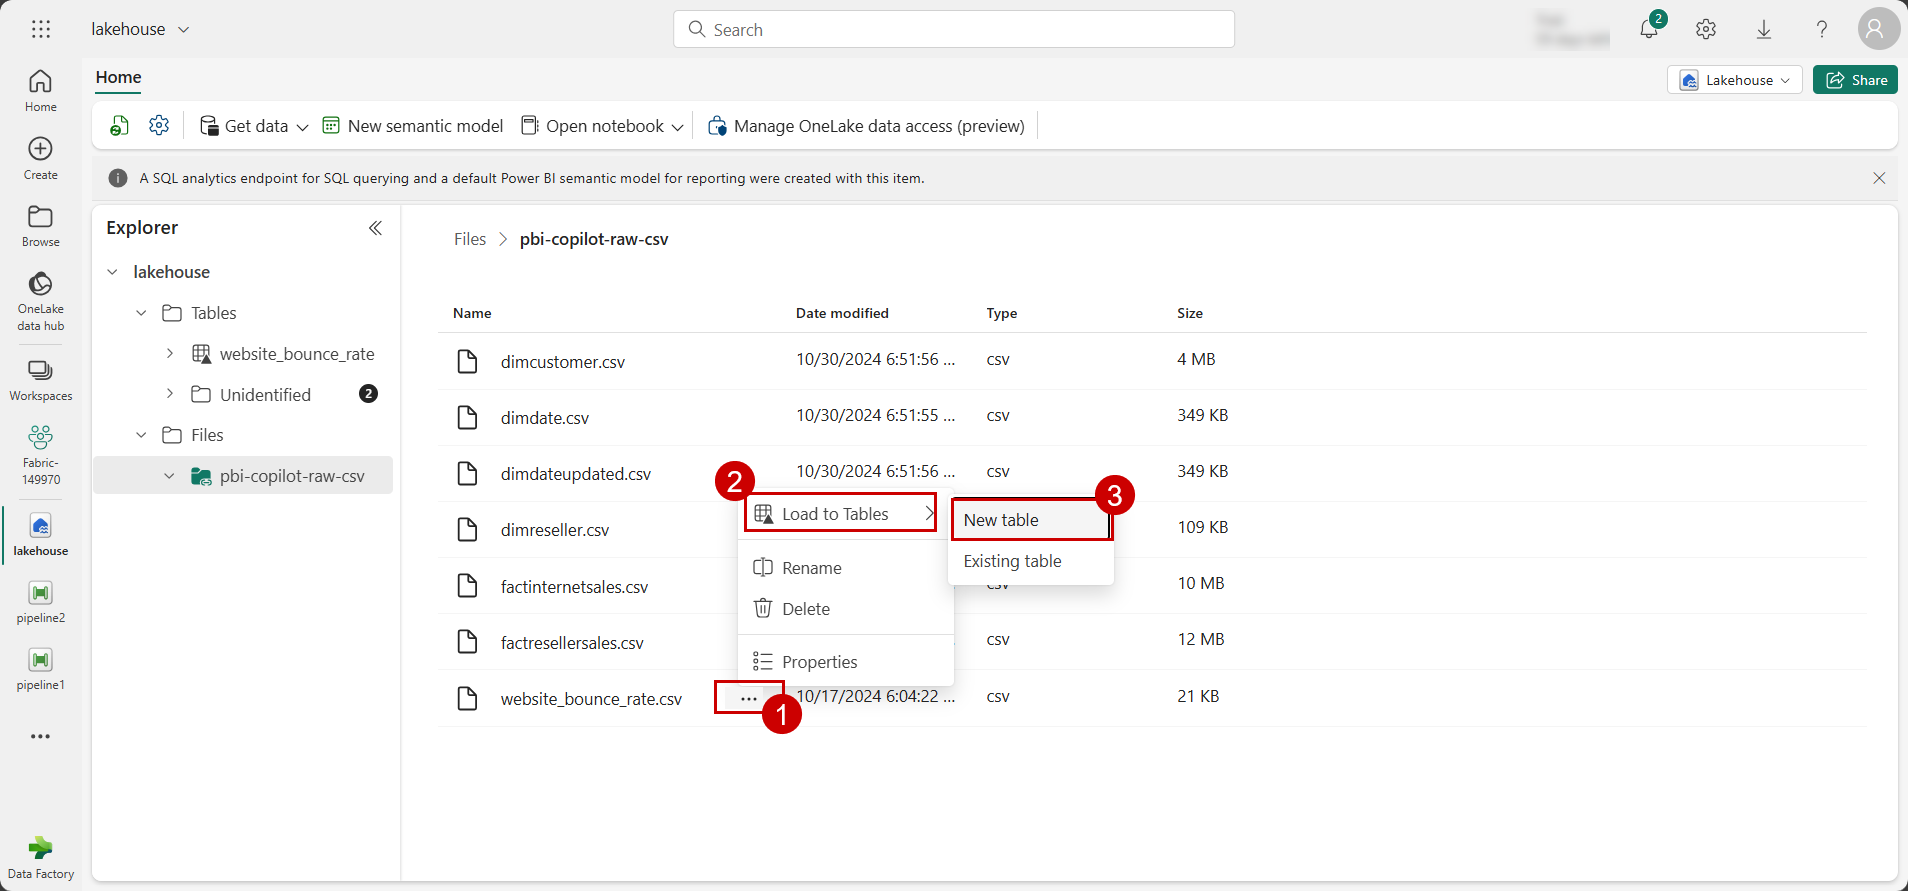 lakehouse
Search
2
Home
Home
Lakehouse
Share
Get data
New semantic model
Open notebook
Manage OneLake data access (preview)
Create
A SQL analytics endpoint for SQL querying and a default Power BI semantic model for reporting were created with this item.
Browse
OneLake
data hub
Workspaces
Fabric-
149970
lakehouse
pipeline2
pipeline1
Data Factory
Explorer
lakehouse
Tables
website_bounce_rate
Unidentified
2
Files
pbi-copilot-raw-csv
Files > pbi-copilot-raw-csv
Name Date modified Type Size
dimcustomer.csv 10/30/2024 6:51:56 ... csv 4 MB
dimdate.csv 10/30/2024 6:51:55 ... csv 349 KB
dimdateupdated.csv 10/30/2024 6:51:56 ... csv 349 KB
dimreseller.csv 109 KB
factinternetsales.csv csv 10 MB
factresellersales.csv csv 12 MB
website_bounce_rate.csv ... 10/17/2024 6:04:22 ... csv 21 KB
2
Load to Tables
Rename
Delete
Properties
3
New table
Existing table
1